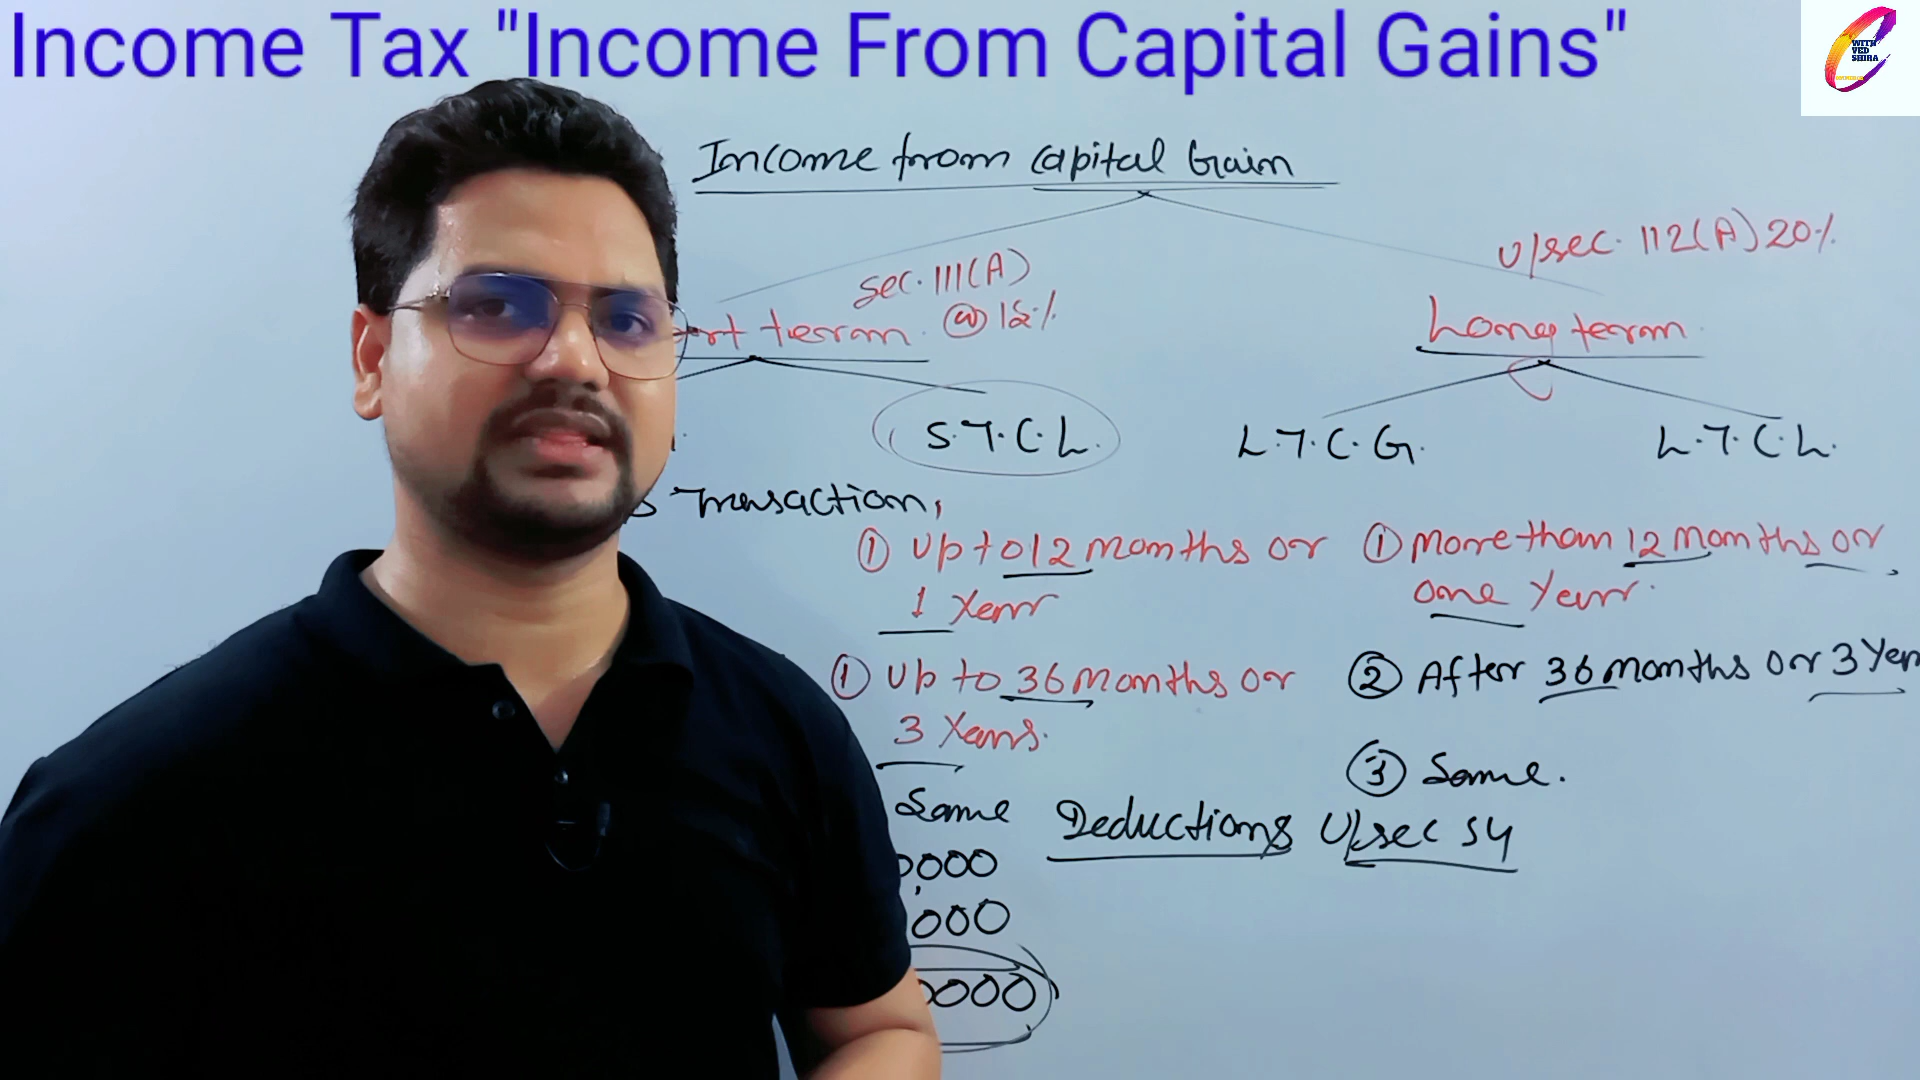 Income Tax "Income From Capital Gains"
WITH
VED
SHIRA
Income from Capital Gain
Sec. 111(A)
@ 15%
U/sec. 112(A) 20%
term
Long term
S.T.C.L.
L.T.C.G.
L.T.C.L.
Transaction,
① Up to 12 months or
1 Year
① More than 12 months or
one Year.
① Up to 36 months or
3 Years.
② After 36 months or 3 Year
③ Same.
Same
Deductions U/sec 54